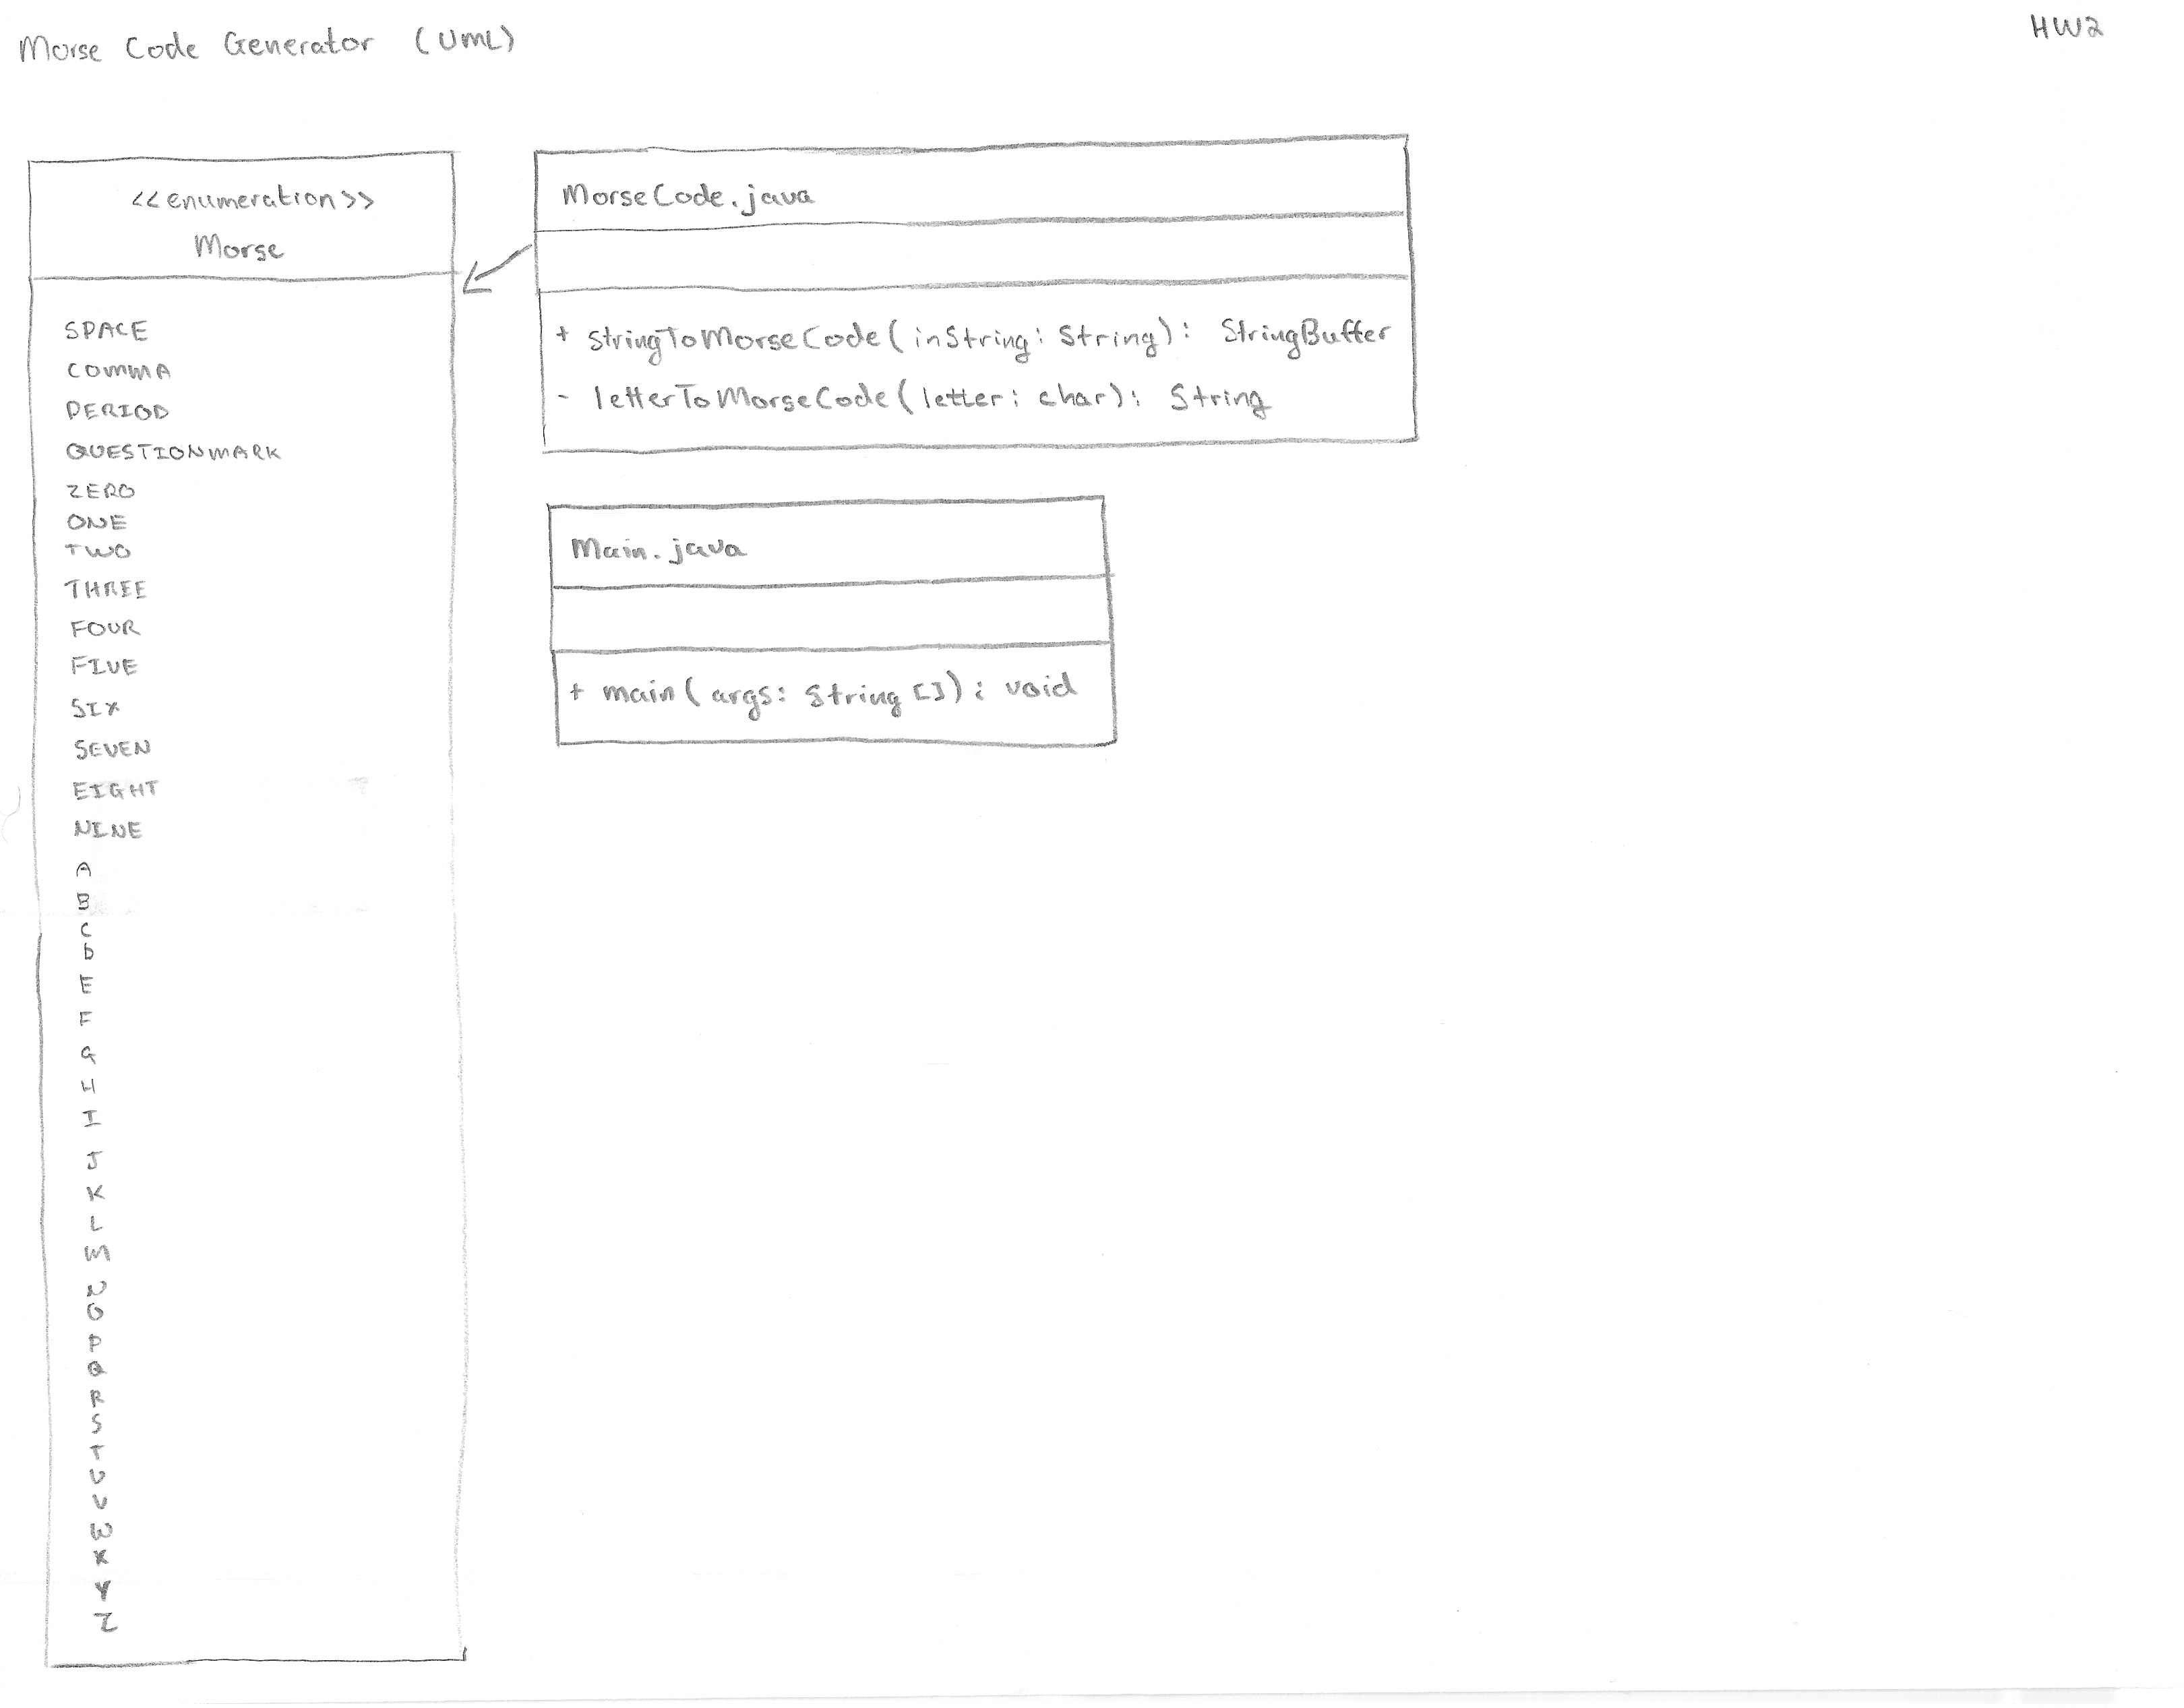 Morse Code Generator (UML)
HW2
<<enumeration>>
Morse
SPACE
COMMA
PERIOD
QUESTIONMARK
ZERO
ONE
TWO
THREE
FOUR
FIVE
SIX
SEVEN
EIGHT
NINE
A
B
C
D
E
F
G
H
I
J
K
L
M
N
O
P
Q
R
S
T
U
V
W
X
Y
Z
MorseCode.java
+ stringToMorseCode(inString: String): StringBuffer
- letterToMorseCode(letter: char): String
Main.java
+ main(args: String[]): void